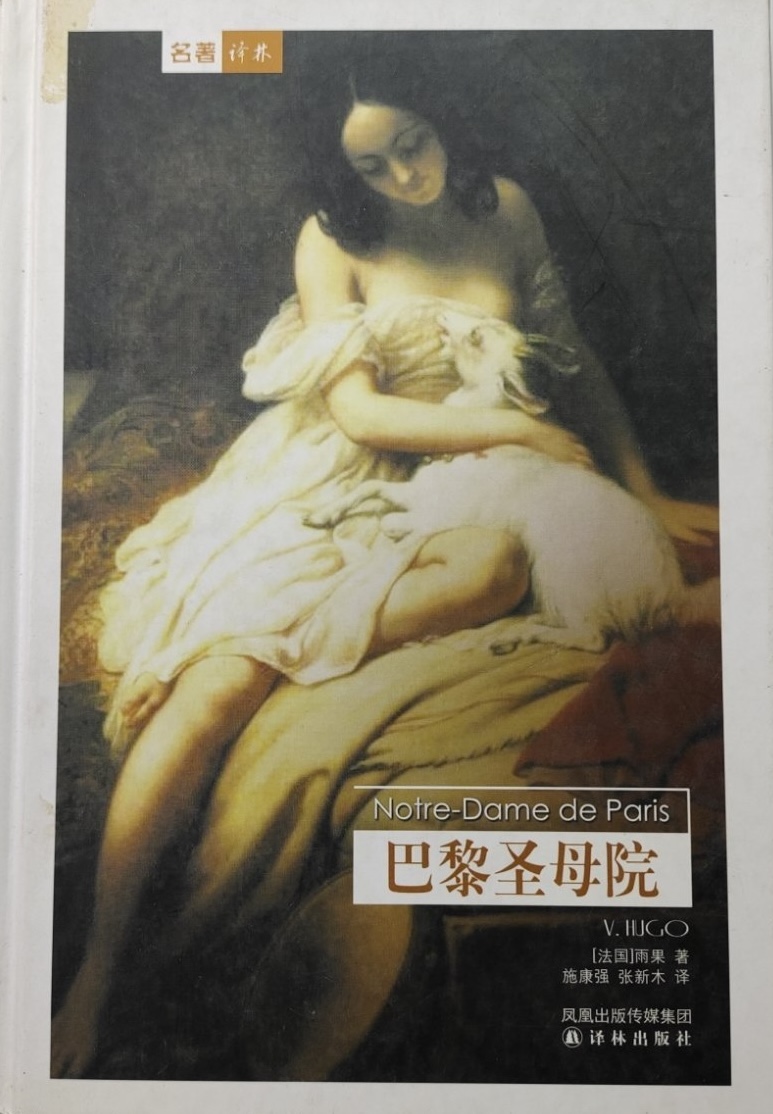 名著译林
Notre-Dame de Paris
巴黎圣母院
V. HUGO
[法国]雨果 著
施康强 张新木 译
凤凰出版传媒集团
译林出版社